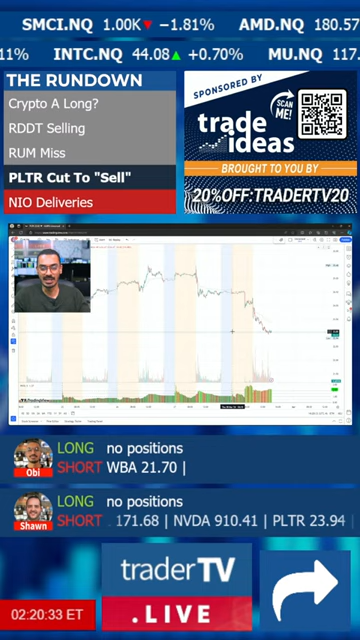 SMCI.NQ 1.00K▼ −1.81% AMD.NQ 180.57
11% INTC.NQ 44.08▲ +0.70% MU.NQ 117.
THE RUNDOWN
Crypto A Long?
RDDT Selling
RUM Miss
PLTR Cut To "Sell"
NIO Deliveries
SPONSORED BY
SCAN ME!
trade ideas
BROUGHT TO YOU BY
20%OFF:TRADERTV20
TradingView
Obi
LONG no positions
SHORT WBA 21.70 |
Shawn
LONG no positions
SHORT 171.68 | NVDA 910.41 | PLTR 23.94
02:20:33 ET
traderTV
.LIVE